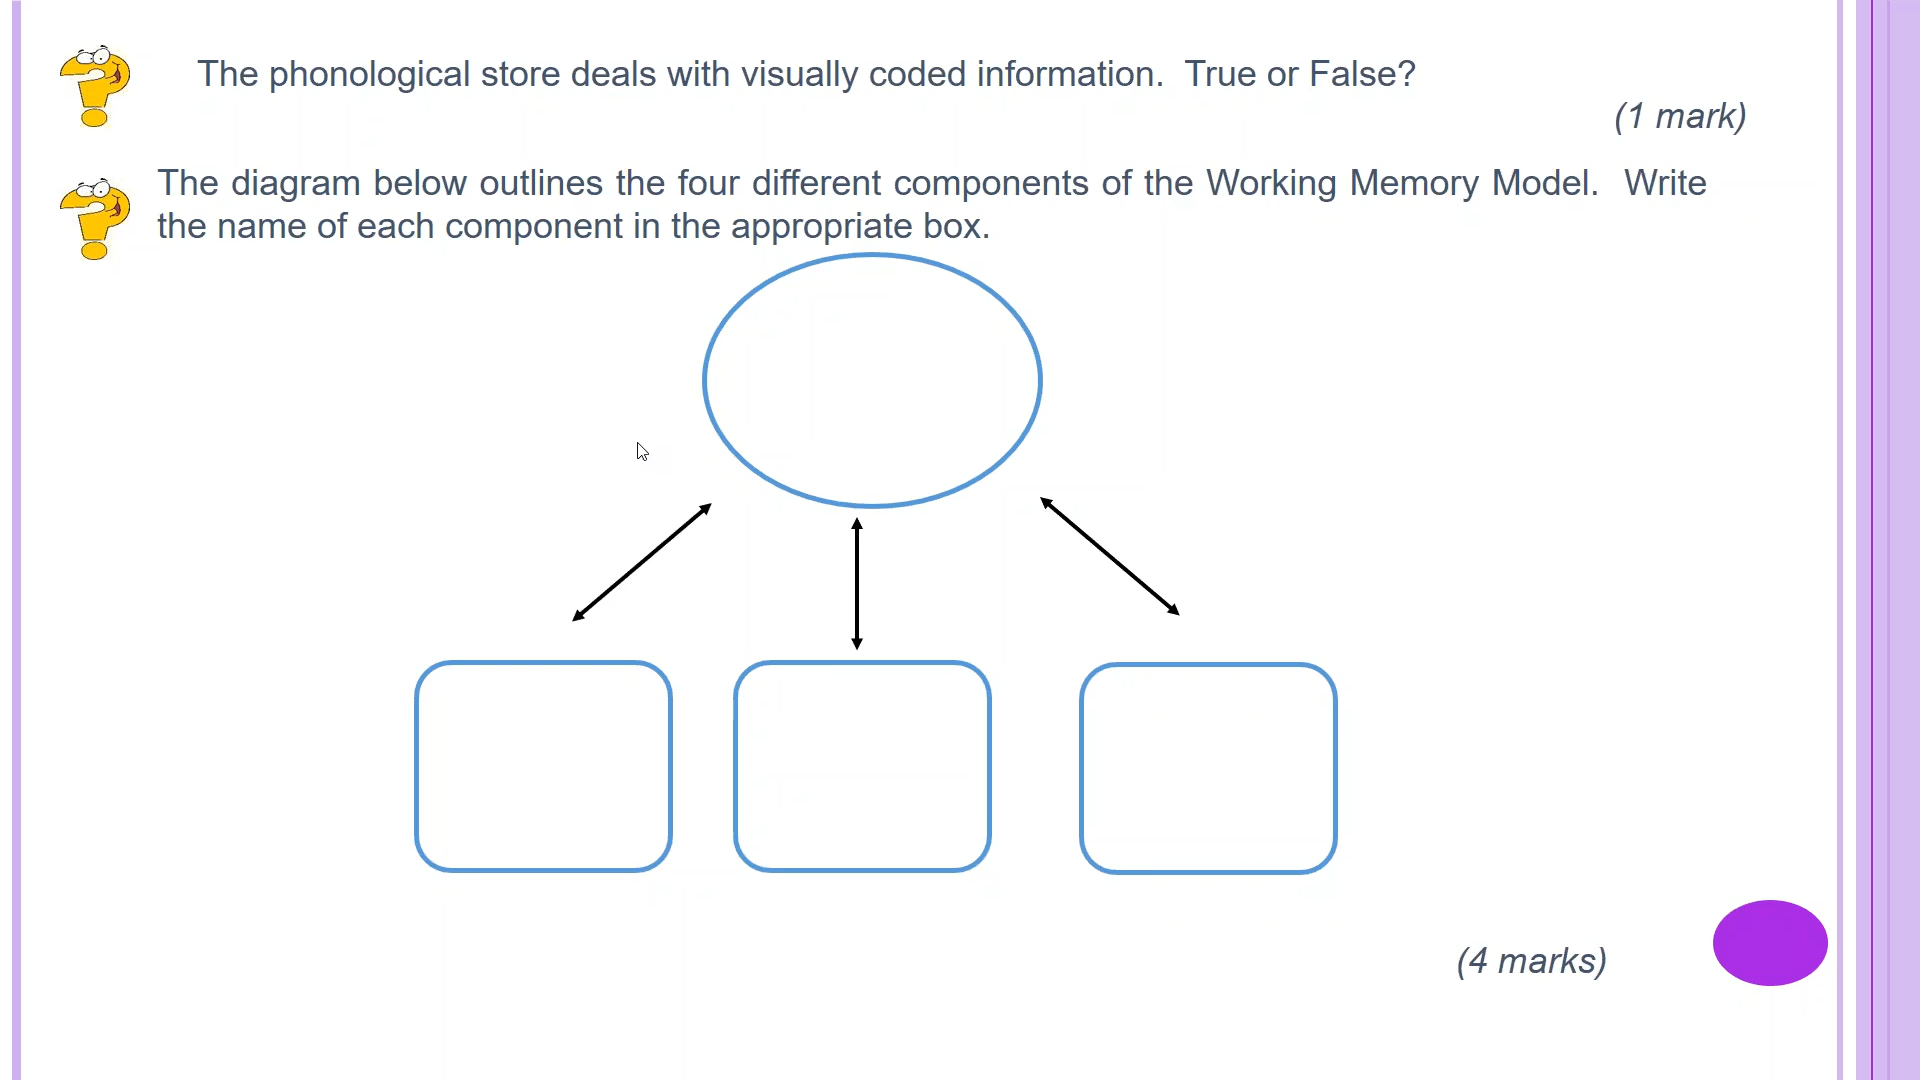 The phonological store deals with visually coded information. True or False?
(1 mark)
The diagram below outlines the four different components of the Working Memory Model. Write
the name of each component in the appropriate box.
(4 marks)